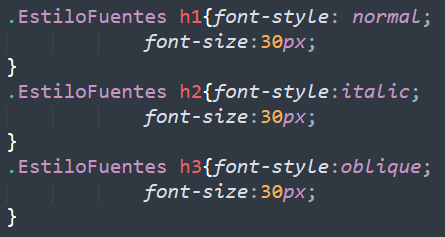 .EstiloFuentes h1{font-style: normal;
font-size:30px;
}
.EstiloFuentes h2{font-style:italic;
font-size:30px;
}
.EstiloFuentes h3{font-style:oblique;
font-size:30px;
}